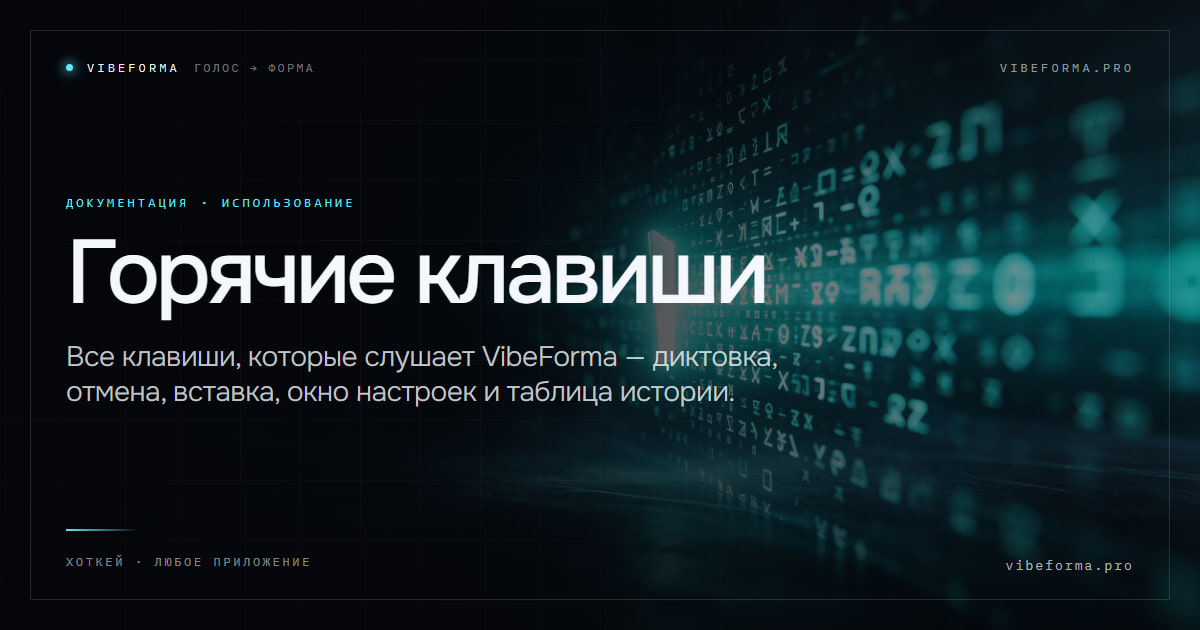 VIBEFORMA ГОЛОС → ФОРМА
VIBEFORMA.PRO
ДОКУМЕНТАЦИЯ · ИСПОЛЬЗОВАНИЕ
Горячие клавиши
Все клавиши, которые слушает VibeForma — диктовка,
отмена, вставка, окно настроек и таблица истории.
ХОТКЕЙ · ЛЮБОЕ ПРИЛОЖЕНИЕ
vibeforma.pro